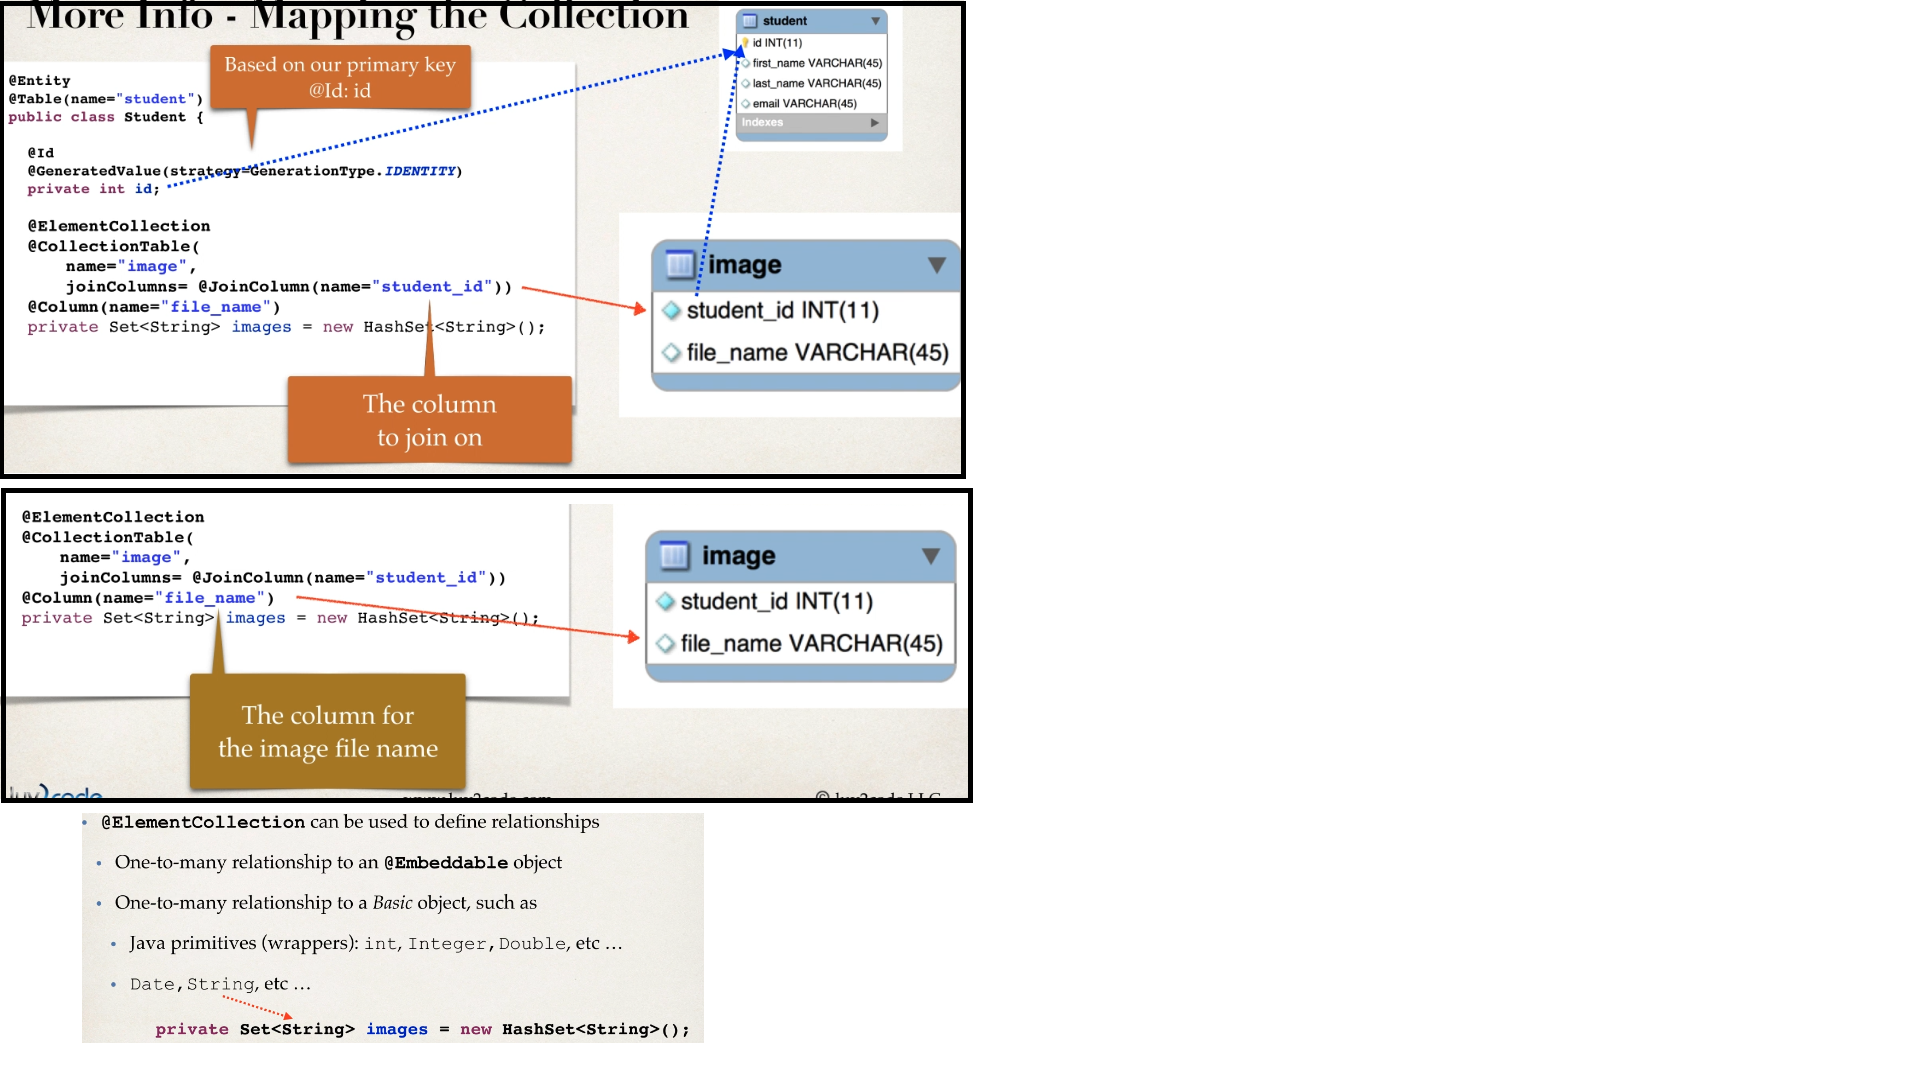 More Info - Mapping the Collection
Based on our primary key
@Id: id
@Entity
@Table(name="student")
public class Student {
@Id
@GeneratedValue(strategy=GenerationType.IDENTITY)
private int id;
@ElementCollection
@CollectionTable(
name="image",
joinColumns= @JoinColumn(name="student_id"))
@Column(name="file_name")
private Set<String> images = new HashSet<String>();
The column
to join on
student
id INT(11)
first_name VARCHAR(45)
last_name VARCHAR(45)
email VARCHAR(45)
Indexes
image
student_id INT(11)
file_name VARCHAR(45)
@ElementCollection
@CollectionTable(
name="image",
joinColumns= @JoinColumn(name="student_id"))
@Column(name="file_name")
private Set<String> images = new HashSet<String>();
The column for
the image file name
image
student_id INT(11)
file_name VARCHAR(45)
luv2code
www.luv2code.com
© luv2code LLC
• @ElementCollection can be used to define relationships
• One-to-many relationship to an @Embeddable object
• One-to-many relationship to a Basic object, such as
• Java primitives (wrappers): int, Integer, Double, etc …
• Date, String, etc …
private Set<String> images = new HashSet<String>();